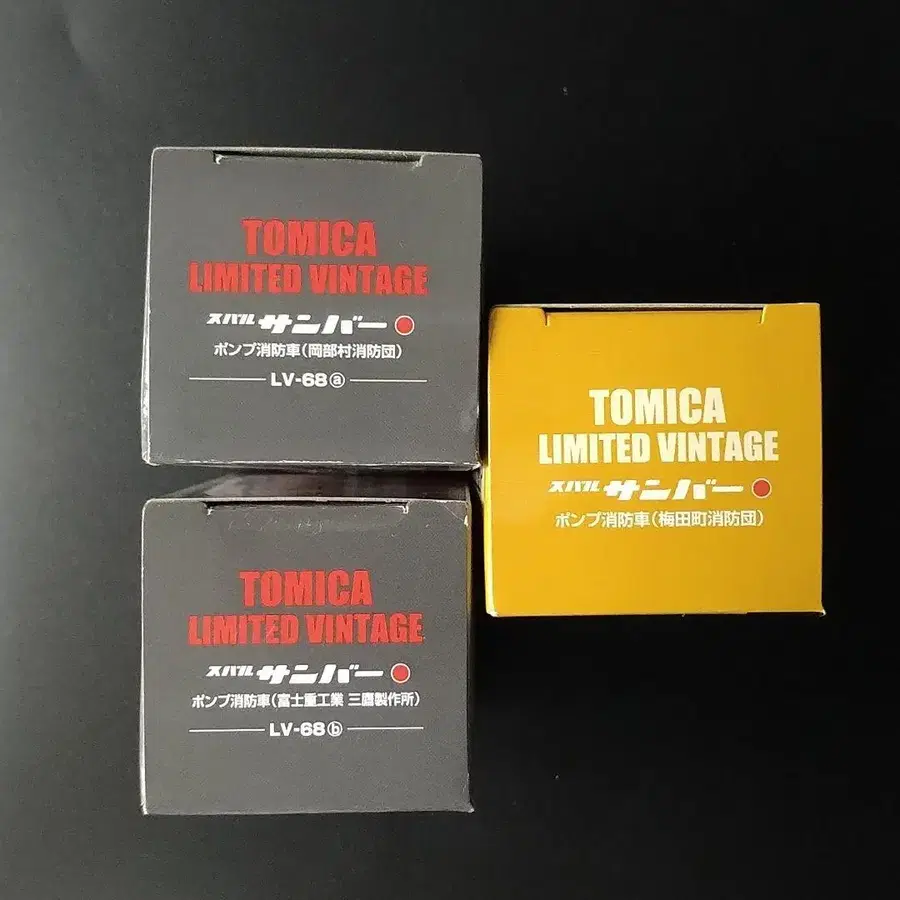 TOMICA
LIMITED VINTAGE
スバル サンバー
ポンプ消防車(岡部村消防団)
LV-68ⓐ
TOMICA
LIMITED VINTAGE
スバル サンバー
ポンプ消防車(梅田町消防団)
TOMICA
LIMITED VINTAGE
スバル サンバー
ポンプ消防車(富士重工業 三鷹製作所)
LV-68ⓑ